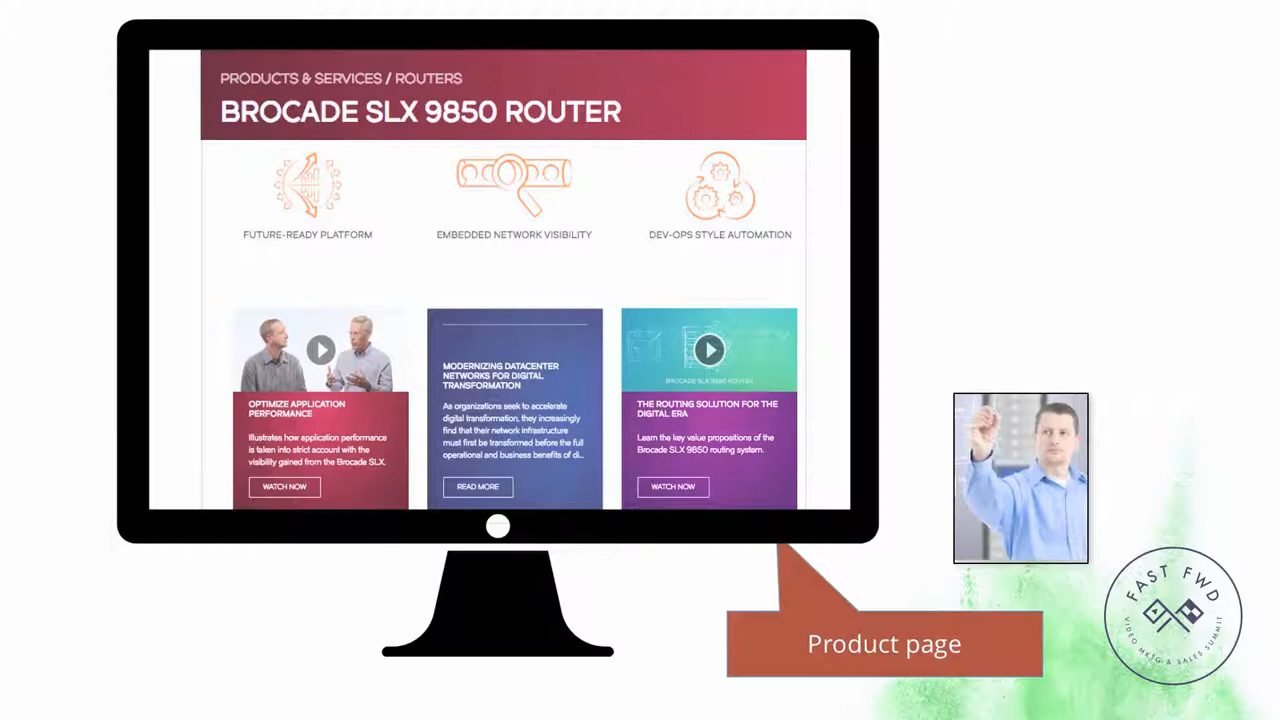 PRODUCTS & SERVICES / ROUTERS
BROCADE SLX 9850 ROUTER
FUTURE-READY PLATFORM
EMBEDDED NETWORK VISIBILITY
DEV-OPS STYLE AUTOMATION
OPTIMIZE APPLICATION
PERFORMANCE
Illustrates how application performance
is taken into strict account with the
visibility gained from the Brocade SLX.
WATCH NOW
MODERNIZING DATACENTER
NETWORKS FOR DIGITAL
TRANSFORMATION
As organizations seek to accelerate
digital transformation, they increasingly
find that their network infrastructure
must first be transformed before the full
operational and business benefits of di...
READ MORE
BROCADE SLX 9850 ROUTER
THE ROUTING SOLUTION FOR THE
DIGITAL ERA
Learn the key value propositions of the
Brocade SLX 9850 routing system.
WATCH NOW
Product page
FAST FWD
VIDEO MKTG & SALES SUMMIT